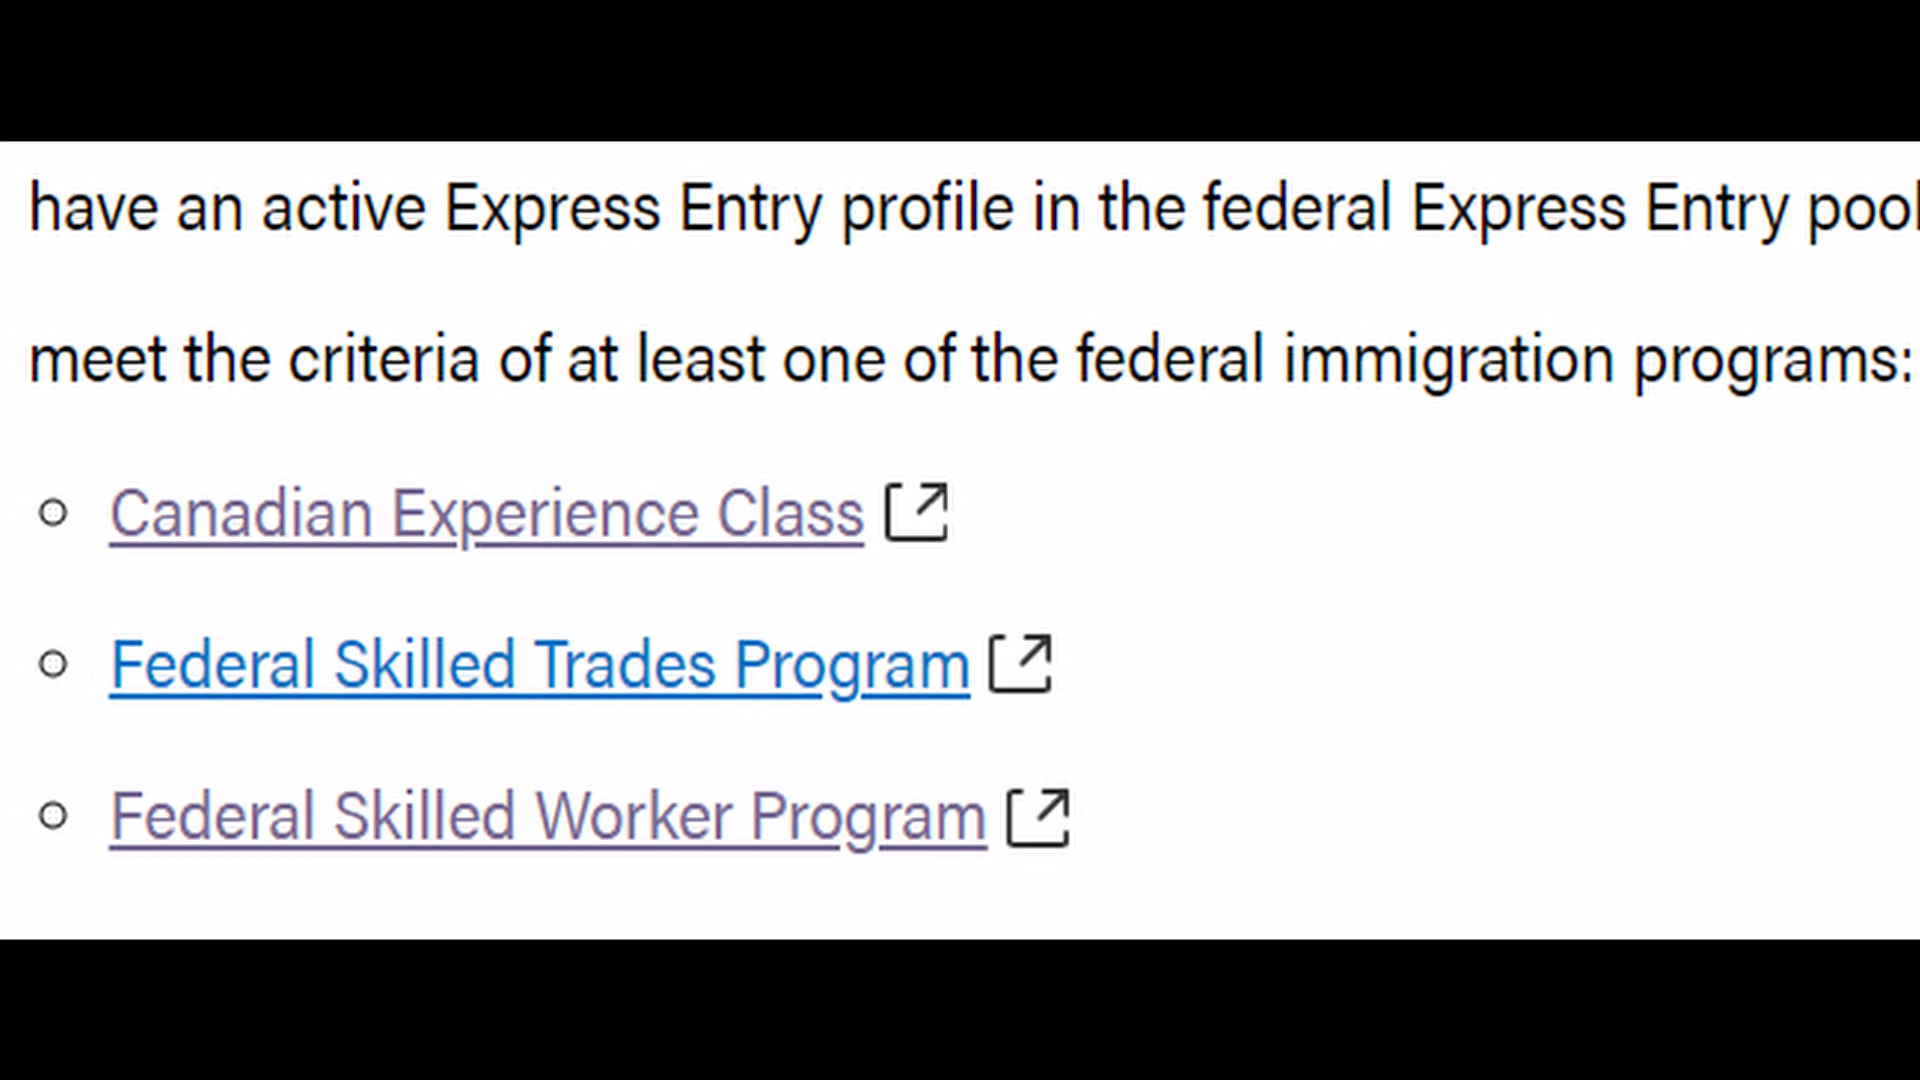 have an active Express Entry profile in the federal Express Entry pool
meet the criteria of at least one of the federal immigration programs:
Canadian Experience Class
Federal Skilled Trades Program
Federal Skilled Worker Program